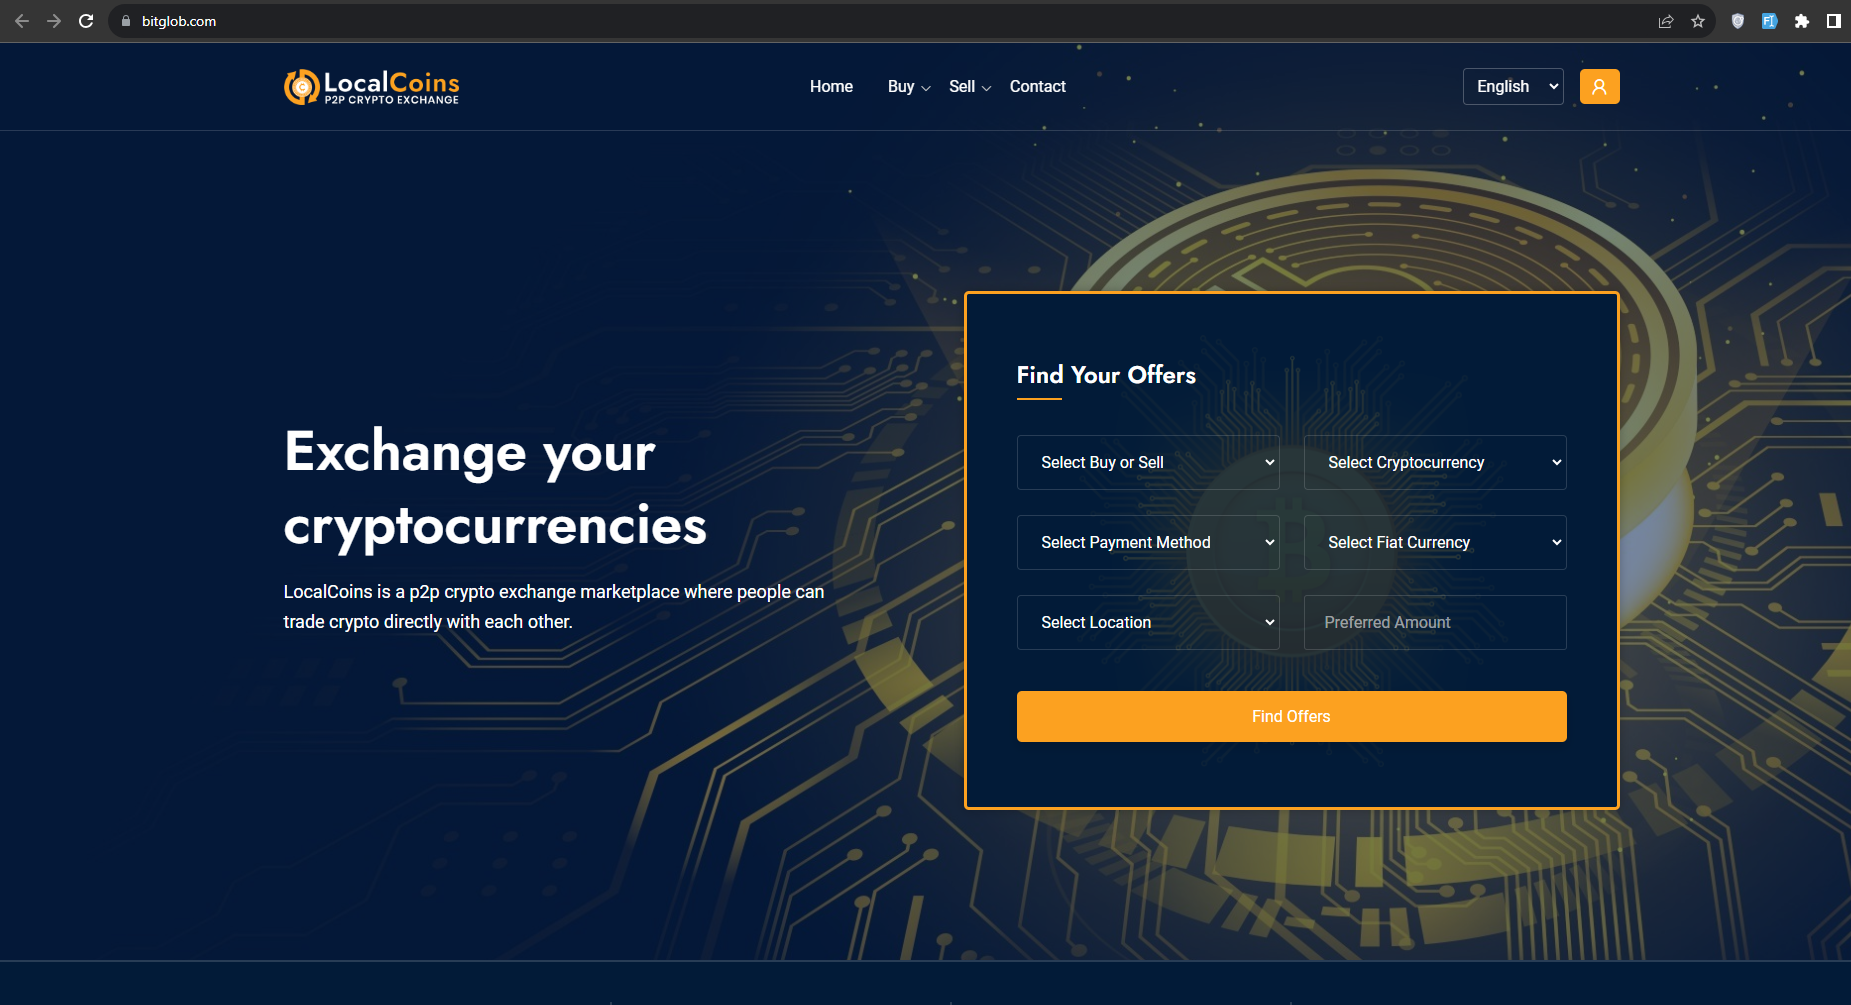 bitglob.com
LocalCoins
P2P CRYPTO EXCHANGE
Home
Buy
Sell
Contact
English
Exchange your
cryptocurrencies
LocalCoins is a p2p crypto exchange marketplace where people can
trade crypto directly with each other.
Find Your Offers
Select Buy or Sell
Select Cryptocurrency
Select Payment Method
Select Fiat Currency
Select Location
Preferred Amount
Find Offers